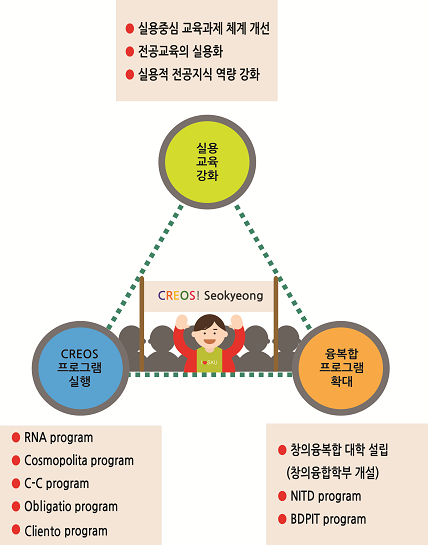 ● 실용중심 교육과제 체계 개선
● 전공교육의 실용화
● 실용적 전공지식 역량 강화
실용
교육
강화
CREOS! Seokyeong
SKU
CREOS
프로그램
실행
융복합
프로그램
확대
● RNA program
● Cosmopolita program
● C-C program
● Obligatio program
● Cliento program
● 창의융복합 대학 설립
(창의융합학부 개설)
● NITD program
● BDPIT program